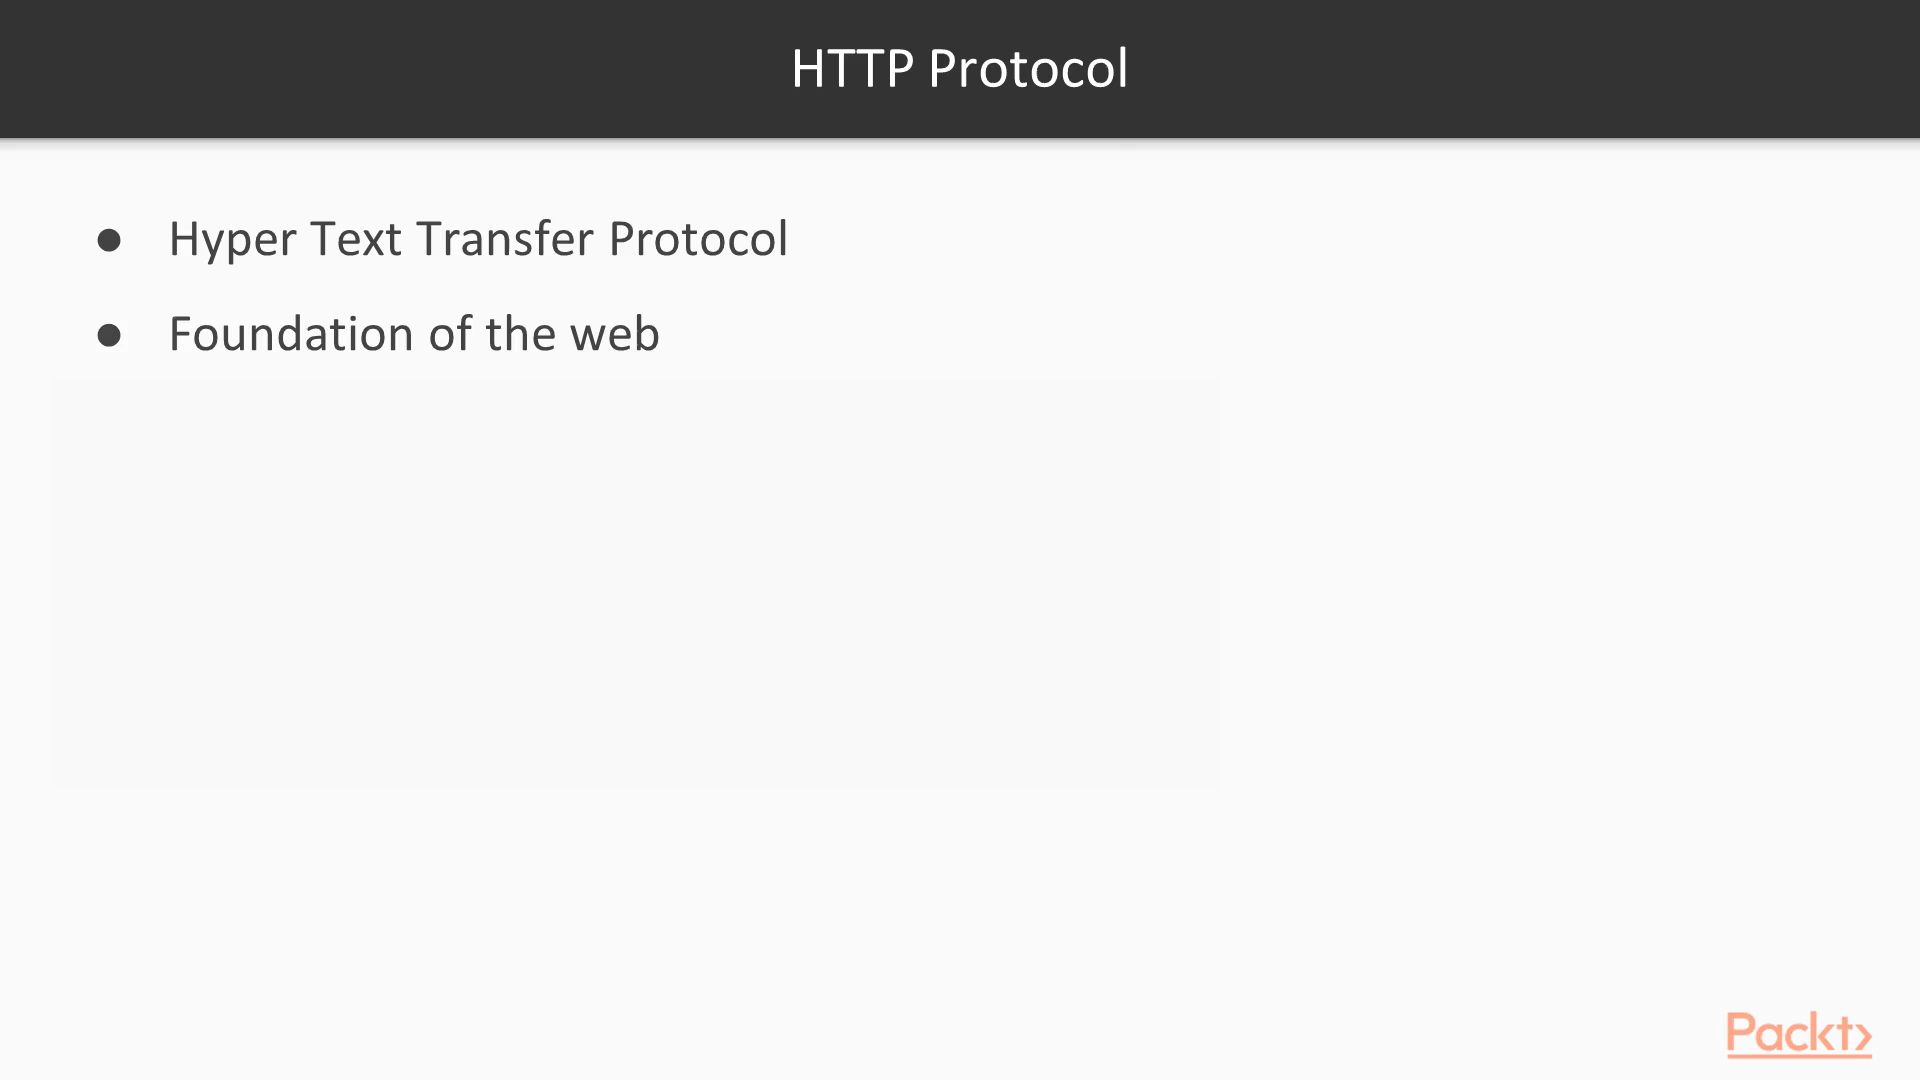 HTTP Protocol
● Hyper Text Transfer Protocol
● Foundation of the web
Packt>